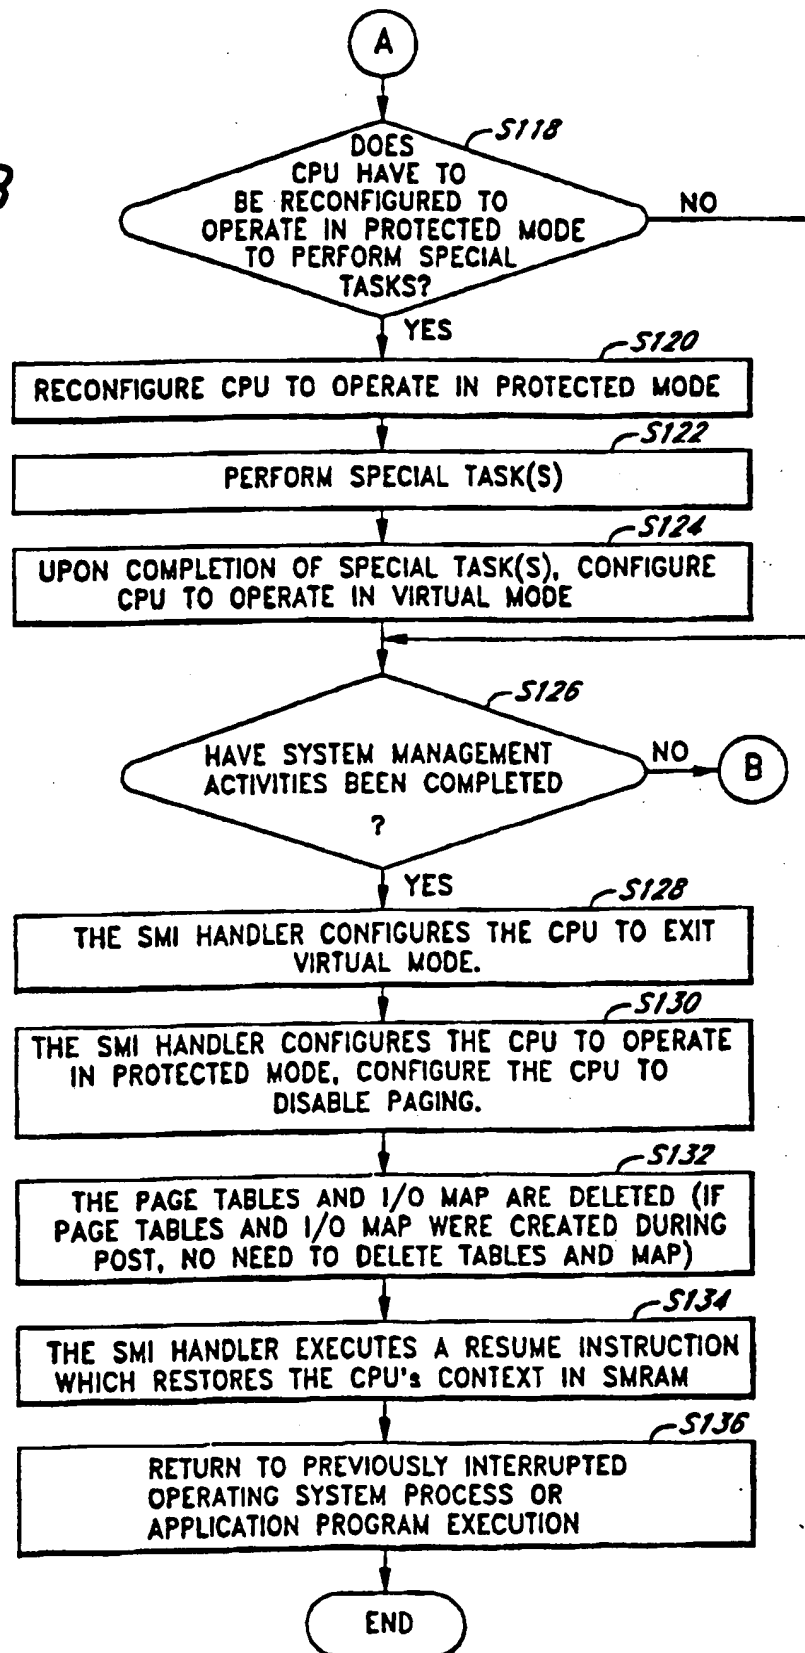 A
S118
DOES
CPU HAVE TO
BE RECONFIGURED TO
OPERATE IN PROTECTED MODE
TO PERFORM SPECIAL
TASKS?
NO
YES
S120
RECONFIGURE CPU TO OPERATE IN PROTECTED MODE
S122
PERFORM SPECIAL TASK(S)
S124
UPON COMPLETION OF SPECIAL TASK(S), CONFIGURE
CPU TO OPERATE IN VIRTUAL MODE
S126
HAVE SYSTEM MANAGEMENT
ACTIVITIES BEEN COMPLETED
?
NO
B
YES
S128
THE SMI HANDLER CONFIGURES THE CPU TO EXIT
VIRTUAL MODE.
S130
THE SMI HANDLER CONFIGURES THE CPU TO OPERATE
IN PROTECTED MODE, CONFIGURE THE CPU TO
DISABLE PAGING.
S132
THE PAGE TABLES AND I/O MAP ARE DELETED (IF
PAGE TABLES AND I/O MAP WERE CREATED DURING
POST, NO NEED TO DELETE TABLES AND MAP)
S134
THE SMI HANDLER EXECUTES A RESUME INSTRUCTION
WHICH RESTORES THE CPU's CONTEXT IN SMRAM
S136
RETURN TO PREVIOUSLY INTERRUPTED
OPERATING SYSTEM PROCESS OR
APPLICATION PROGRAM EXECUTION
END